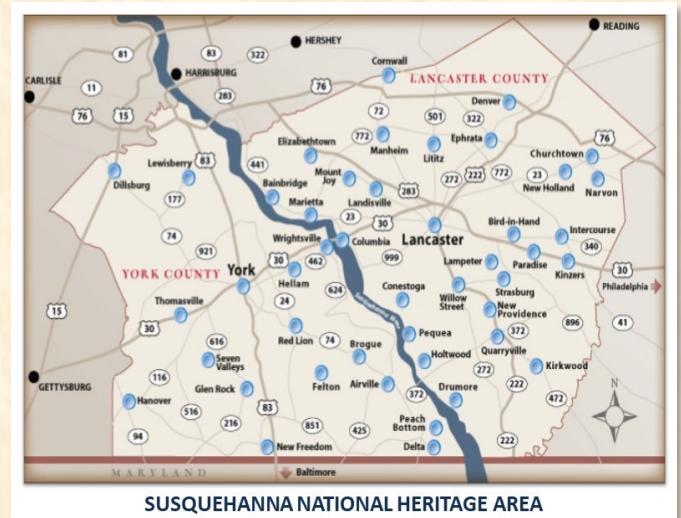 READING
HERSHEY
81
83
322
Cornwall
HARRISBURG
LANCASTER COUNTY
CARLISLE
11
283
76
Denver
76
15
72
501
322
Elizabethtown
772
Manheim
Lititz
Ephrata
76
Lewisberry
83
441
Churchtown
Dillsburg
Mount
Joy
Landisville
283
272
222
772
23
New Holland
Narvon
177
Bainbridge
Marietta
23
30
Bird-in-Hand
Intercourse
74
921
Wrightsville
Columbia
Lancaster
340
YORK COUNTY
York
30
462
999
Lampeter
Paradise
Kinzers
30
Hellam
Philadelphia
Strasburg
Thomasville
24
624
Conestoga
Willow
Street
New
Providence
15
30
Susquehanna River
Red Lion
74
Pequea
372
896
41
616
Brogue
Quarryville
Seven
Valleys
Holtwood
272
Kirkwood
GETTYSBURG
116
Glen Rock
Felton
Airville
372
Drumore
222
472
N
Hanover
516
216
83
851
425
Peach
Bottom
94
New Freedom
Delta
222
MARYLAND
Baltimore
SUSQUEHANNA NATIONAL HERITAGE AREA